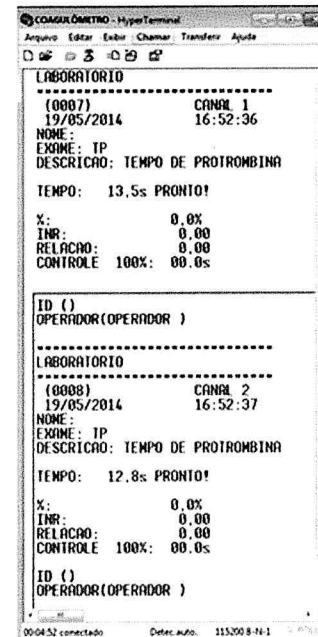 COAGULÔMETRO - HyperTerminal
Arquivo Editar Exibir Chamar Transferir Ajuda
LABORATORIO
(0007) CANAL 1
19/05/2014 16:52:36
NOME:
EXAME: TP
DESCRICAO: TEMPO DE PROTROMBINA
TEMPO: 13,5s PRONTO!
%: 0,0%
INR: 0,00
RELACAO: 0,00
CONTROLE 100%: 00.0s
ID ()
OPERADOR(OPERADOR )
LABORATORIO
(0008) CANAL 2
19/05/2014 16:52:37
NOME:
EXAME: TP
DESCRICAO: TEMPO DE PROTROMBINA
TEMPO: 12,8s PRONTO!
%: 0,0%
INR: 0,00
RELACAO: 0,00
CONTROLE 100%: 00.0s
ID ()
OPERADOR(OPERADOR )
00:04:52 conectado Detec. auto. 115200 8-N-1